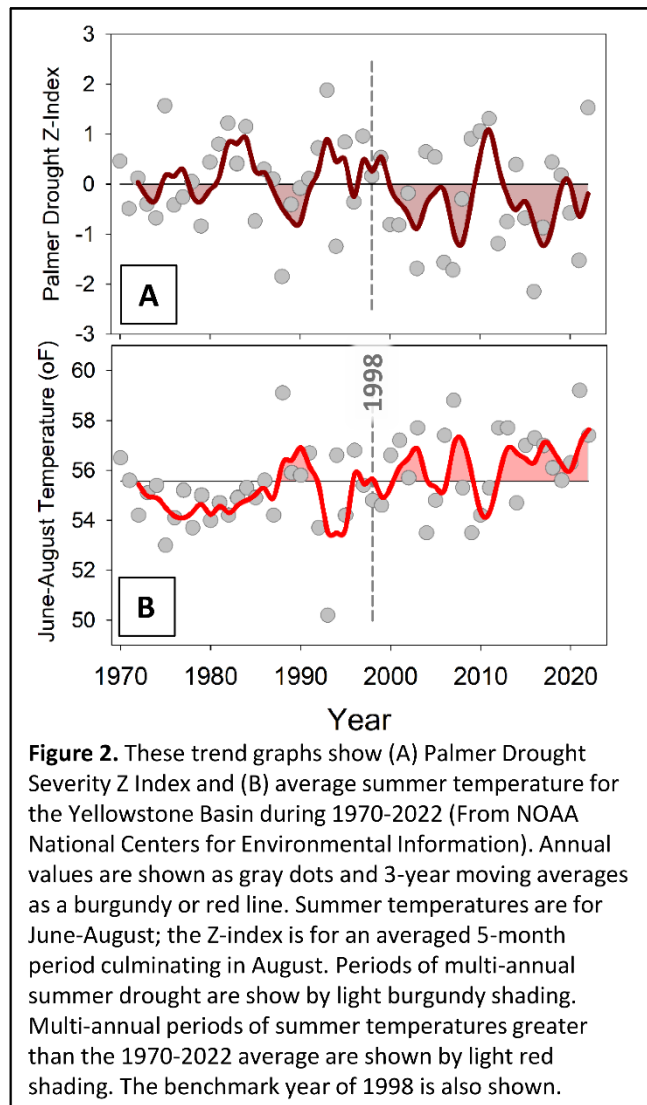 3
2
1
0
-1
-2
-3
Palmer Drought Z-Index
A
60
58
56
54
52
50
June-August Temperature (oF)
1998
B
1970 1980 1990 2000 2010 2020
Year
Figure 2. These trend graphs show (A) Palmer Drought
Severity Z Index and (B) average summer temperature for
the Yellowstone Basin during 1970-2022 (From NOAA
National Centers for Environmental Information). Annual
values are shown as gray dots and 3-year moving averages
as a burgundy or red line. Summer temperatures are for
June-August; the Z-index is for an averaged 5-month
period culminating in August. Periods of multi-annual
summer drought are show by light burgundy shading.
Multi-annual periods of summer temperatures greater
than the 1970-2022 average are shown by light red
shading. The benchmark year of 1998 is also shown.